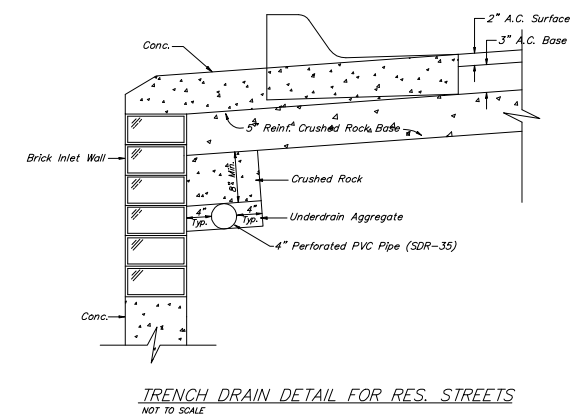 2" A.C. Surface
3" A.C. Base
Conc.
5" Reinf. Crushed Rock Base
Brick Inlet Wall
8" Min.
Crushed Rock
4"
Typ.
4"
Typ.
Underdrain Aggregate
4" Perforated PVC Pipe (SDR-35)
Conc.
TRENCH DRAIN DETAIL FOR RES. STREETS
NOT TO SCALE